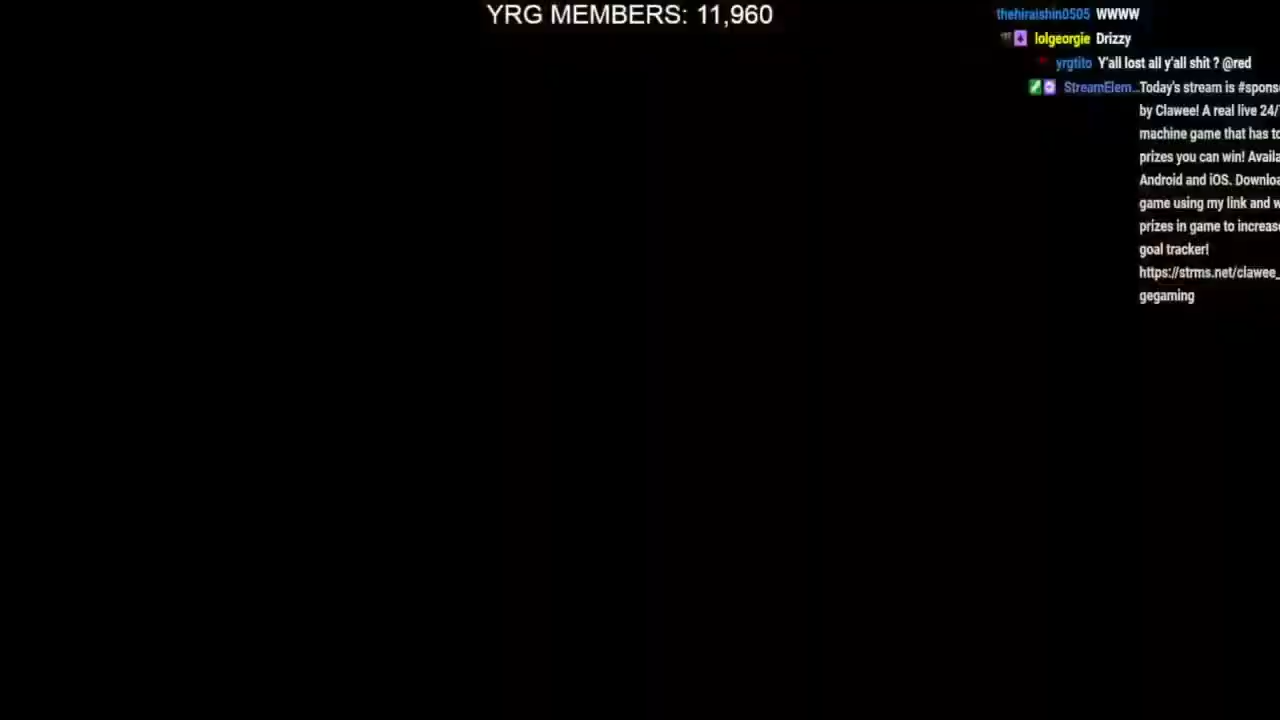 YRG MEMBERS: 11,960
thehiraishin0505 WWWW
lolgeorgie Drizzy
yrgtito Y'all lost all y'all shit ? @red
StreamElem... Today's stream is #spons
by Clawee! A real live 24/
machine game that has to
prizes you can win! Availa
Android and iOS. Downloa
game using my link and w
prizes in game to increase
goal tracker!
https://strms.net/clawee_
gegaming